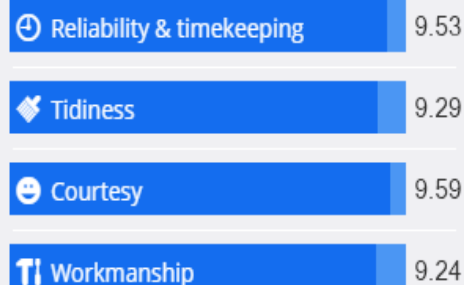 Reliability & timekeeping 9.53
Tidiness 9.29
Courtesy 9.59
Workmanship 9.24